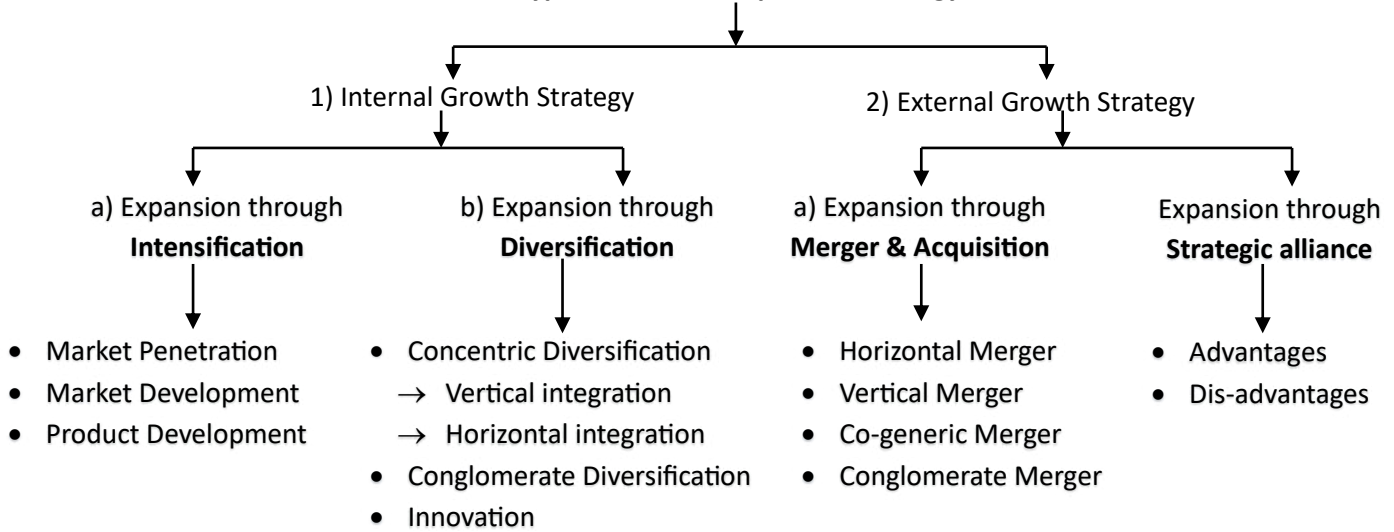 1) Internal Growth Strategy
2) External Growth Strategy
a) Expansion through
Intensification
b) Expansion through
Diversification
a) Expansion through
Merger & Acquisition
Expansion through
Strategic alliance
• Market Penetration
• Market Development
• Product Development
• Concentric Diversification
→ Vertical integration
→ Horizontal integration
• Conglomerate Diversification
• Innovation
• Horizontal Merger
• Vertical Merger
• Co-generic Merger
• Conglomerate Merger
• Advantages
• Dis-advantages